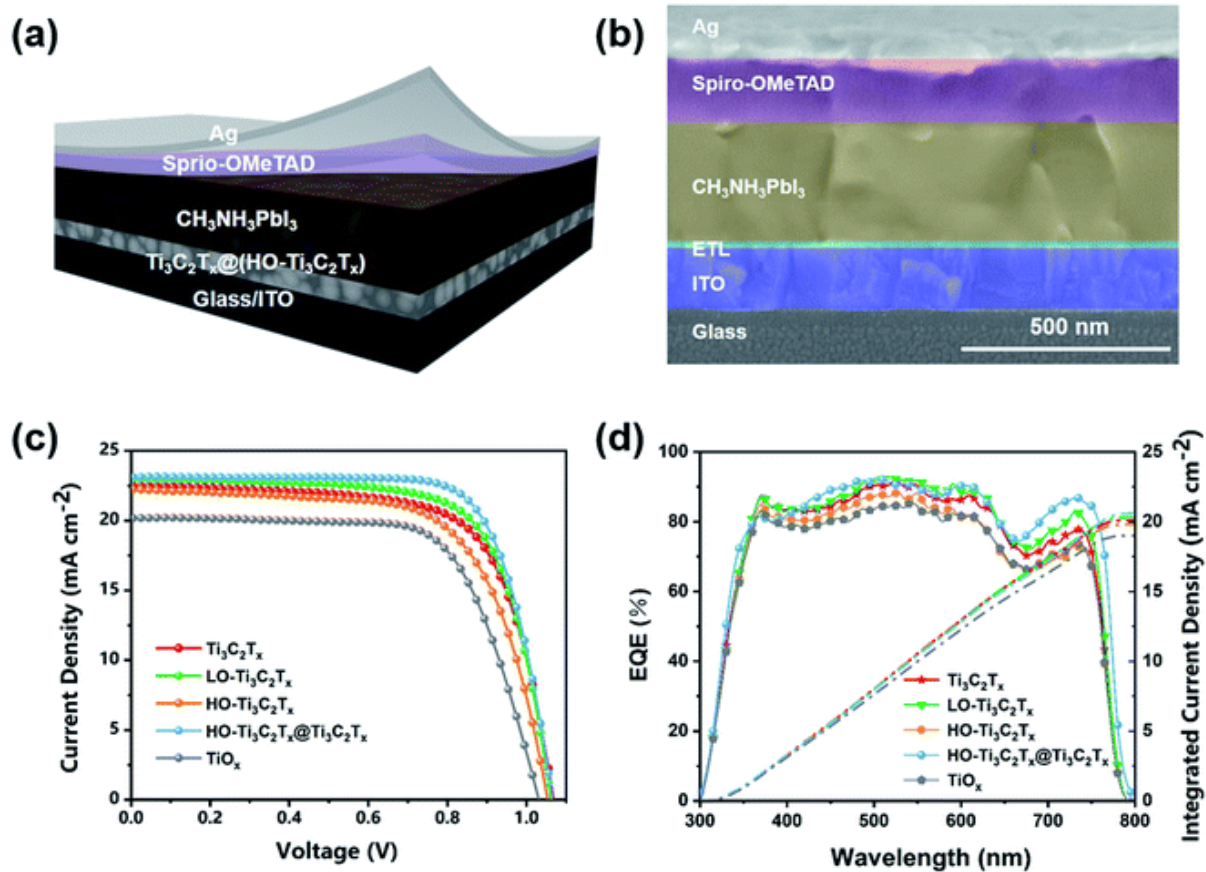 (a)
Ag
Sprio-OMeTAD
CH₃NH₃PbI₃
Ti₃C₂Tₓ@(HO-Ti₃C₂Tₓ)
Glass/ITO
(b)
Ag
Spiro-OMeTAD
CH₃NH₃PbI₃
ETL
ITO
Glass
500 nm
(c)
Current Density (mA cm⁻²)
25
20
15
10
5
0
Ti₃C₂Tₓ
LO-Ti₃C₂Tₓ
HO-Ti₃C₂Tₓ
HO-Ti₃C₂Tₓ@Ti₃C₂Tₓ
TiOₓ
0.0 0.2 0.4 0.6 0.8 1.0
Voltage (V)
(d)
EQE (%)
100
80
60
40
20
0
Ti₃C₂Tₓ
LO-Ti₃C₂Tₓ
HO-Ti₃C₂Tₓ
HO-Ti₃C₂Tₓ@Ti₃C₂Tₓ
TiOₓ
25
20
15
10
5
0
Integrated Current Density (mA cm⁻²)
300 400 500 600 700 800
Wavelength (nm)